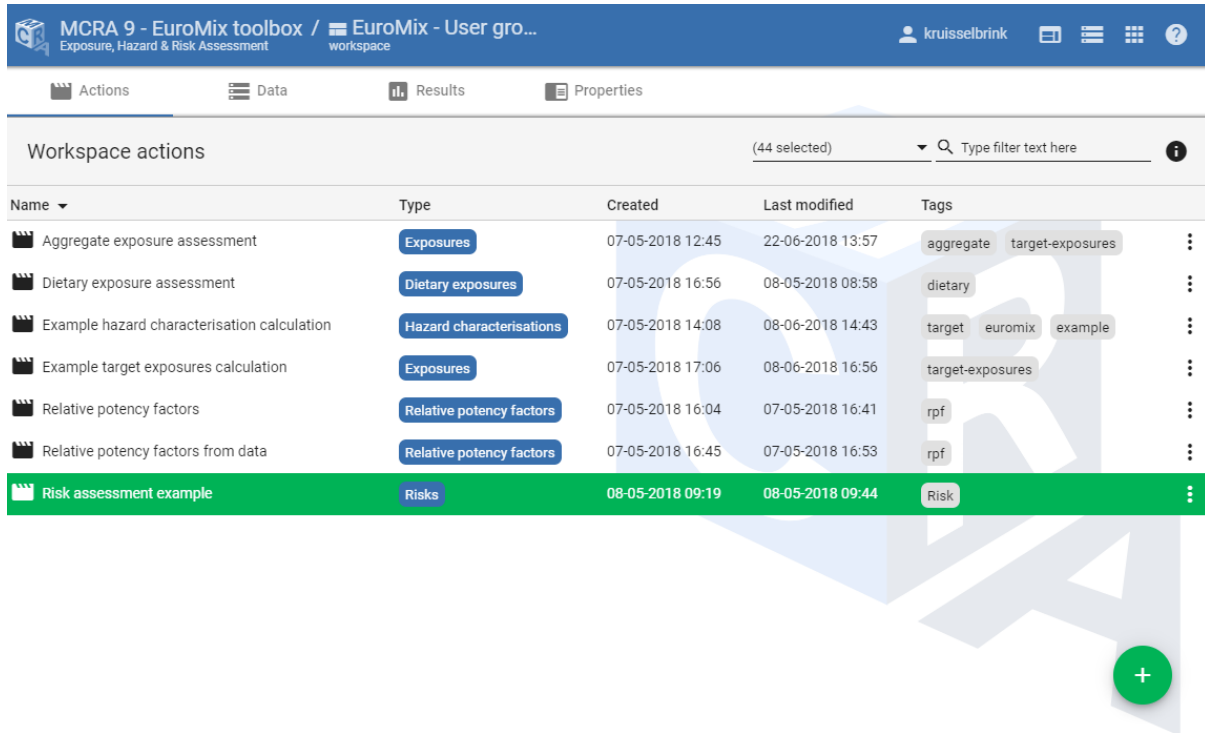 MCRA 9 - EuroMix toolbox / EuroMix - User gro...
Exposure, Hazard & Risk Assessment workspace
kruisselbrink
Actions Data Results Properties
Workspace actions (44 selected) Type filter text here
Name Type Created Last modified Tags
Aggregate exposure assessment Exposures 07-05-2018 12:45 22-06-2018 13:57 aggregate target-exposures
Dietary exposure assessment Dietary exposures 07-05-2018 16:56 08-05-2018 08:58 dietary
Example hazard characterisation calculation Hazard characterisations 07-05-2018 14:08 08-06-2018 14:43 target euromix example
Example target exposures calculation Exposures 07-05-2018 17:06 08-06-2018 16:56 target-exposures
Relative potency factors Relative potency factors 07-05-2018 16:04 07-05-2018 16:41 rpf
Relative potency factors from data Relative potency factors 07-05-2018 16:45 07-05-2018 16:53 rpf
Risk assessment example Risks 08-05-2018 09:19 08-05-2018 09:44 Risk
CRA